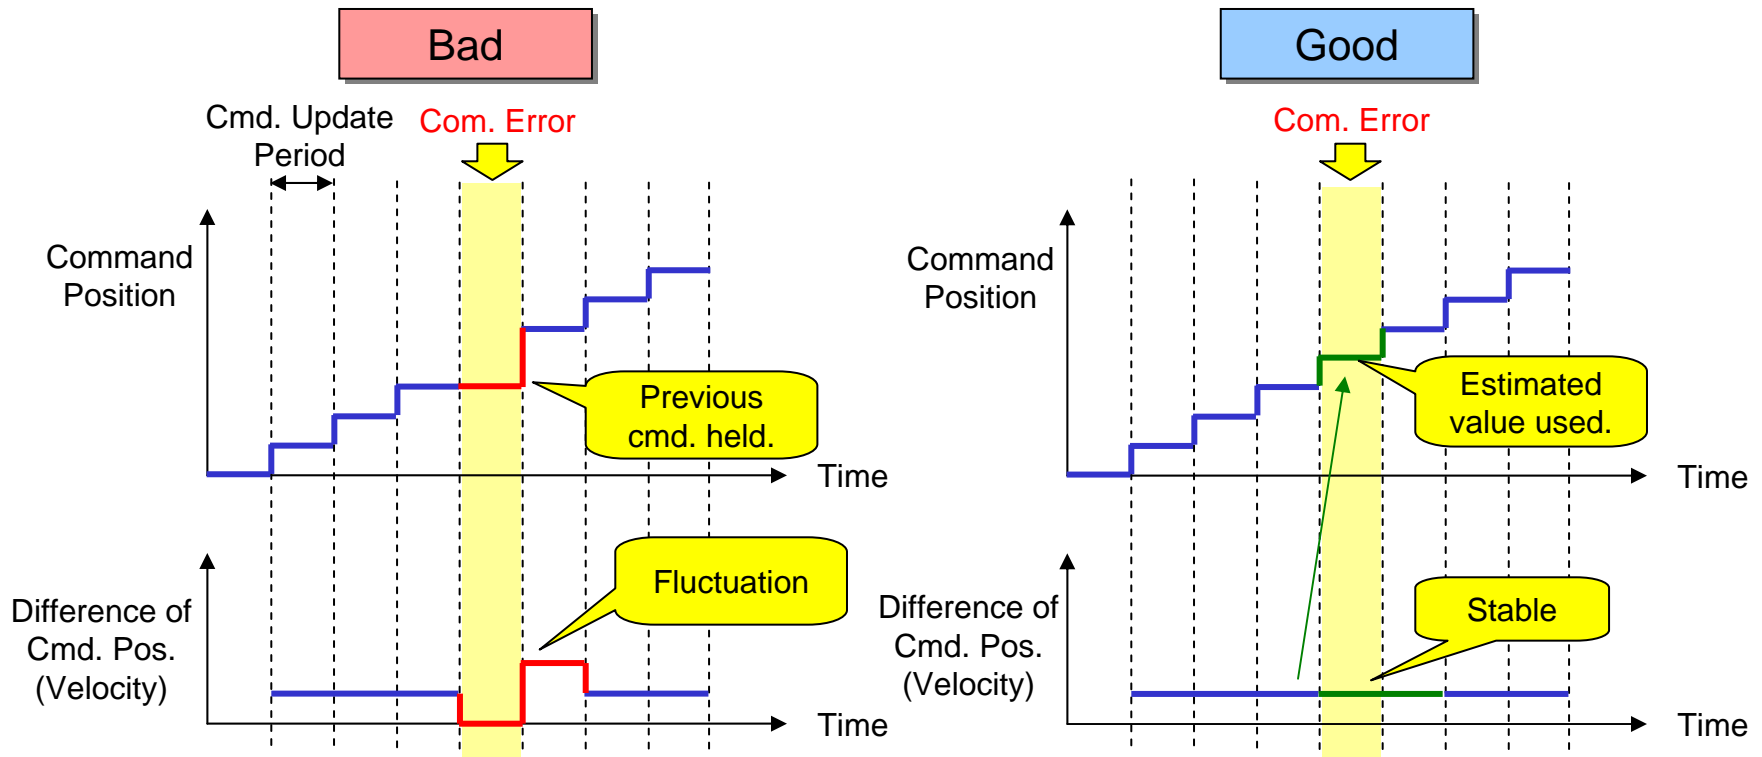 Bad
Cmd. Update
Period
Com. Error
Command
Position
Previous
cmd. held.
Time
Fluctuation
Difference of
Cmd. Pos.
(Velocity)
Time
Good
Com. Error
Command
Position
Estimated
value used.
Time
Stable
Difference of
Cmd. Pos.
(Velocity)
Time